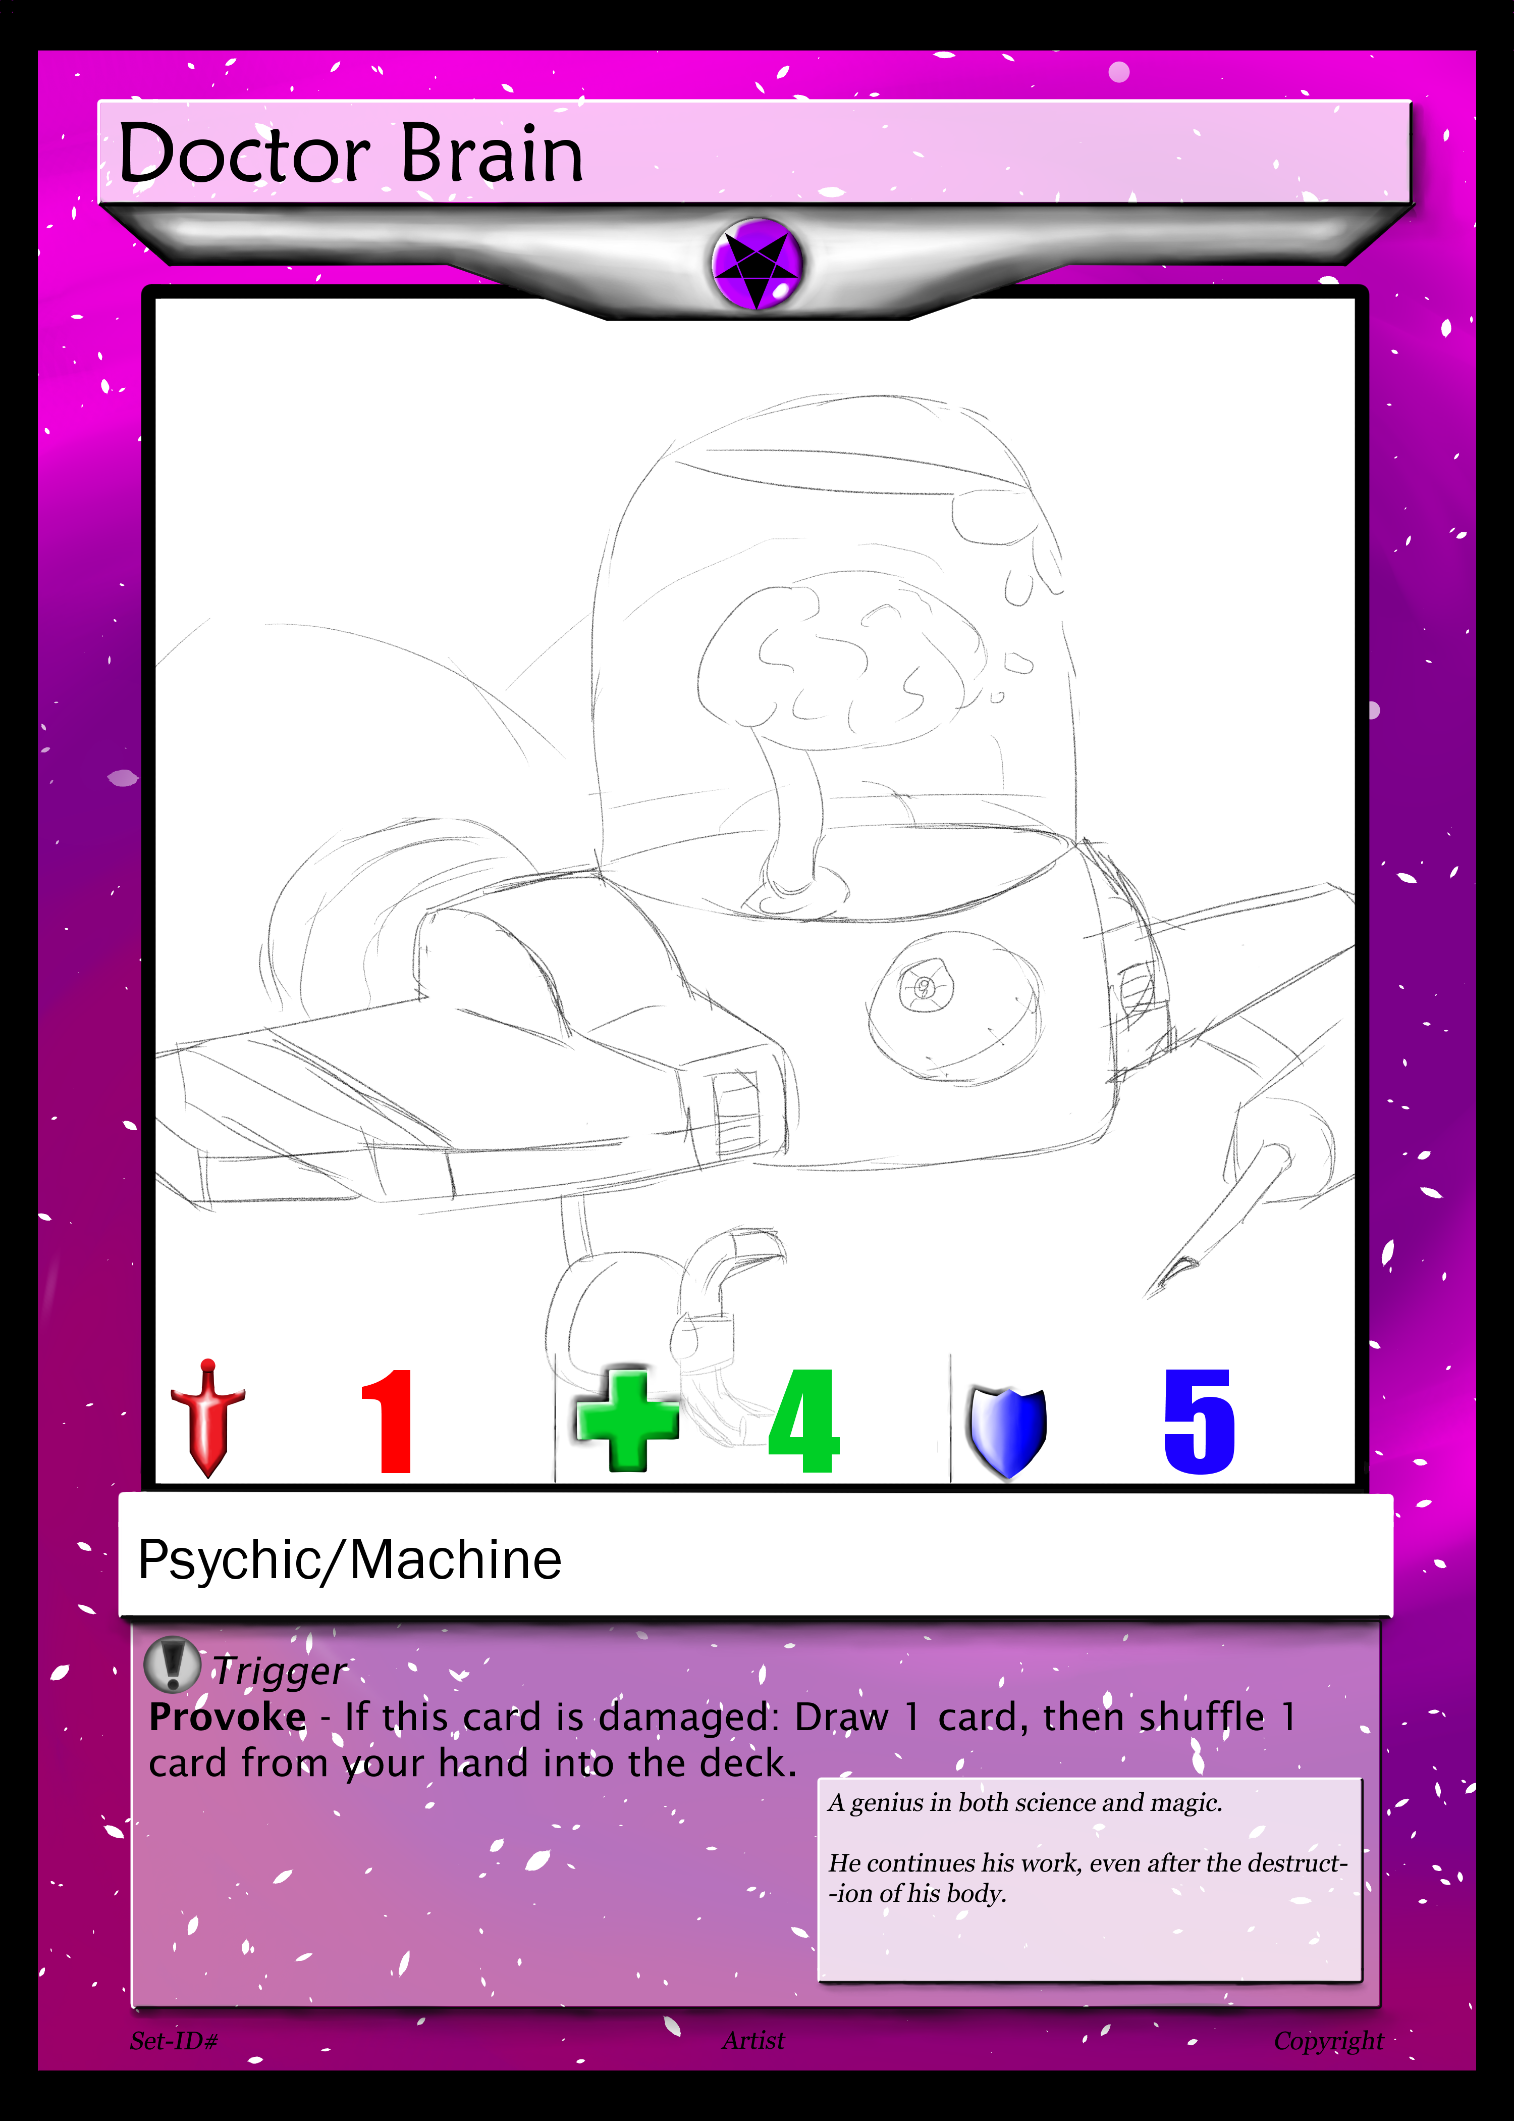 Doctor Brain
1 4 5
Psychic/Machine
Trigger
Provoke - If this card is damaged: Draw 1 card, then shuffle 1
card from your hand into the deck.
A genius in both science and magic.
He continues his work, even after the destruct-
-ion of his body.
Set-ID# Artist Copyright